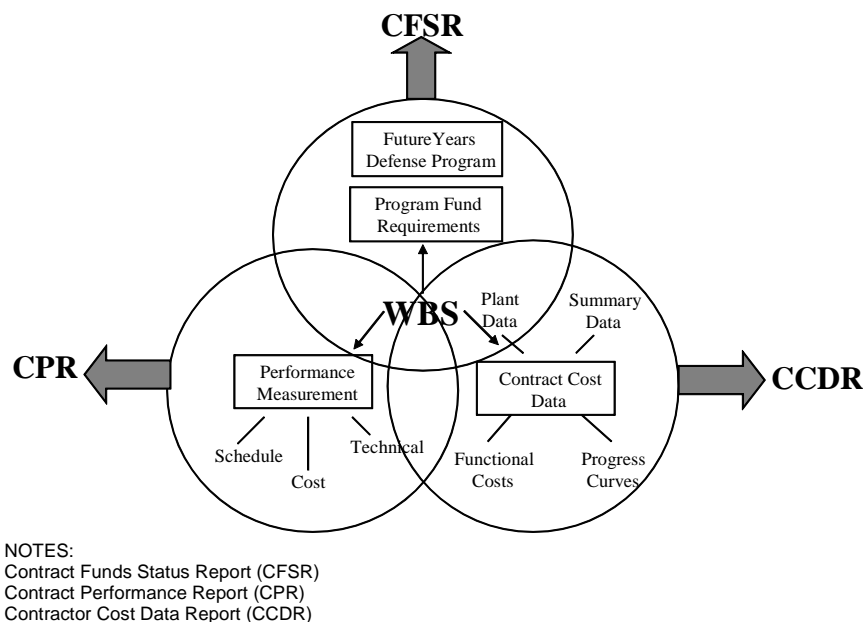 CFSR
FutureYears
Defense Program
Program Fund
Requirements
WBS
Plant
Data
Summary
Data
CPR
Performance
Measurement
Contract Cost
Data
CCDR
Schedule
Cost
Technical
Functional
Costs
Progress
Curves
NOTES:
Contract Funds Status Report (CFSR)
Contract Performance Report (CPR)
Contractor Cost Data Report (CCDR)